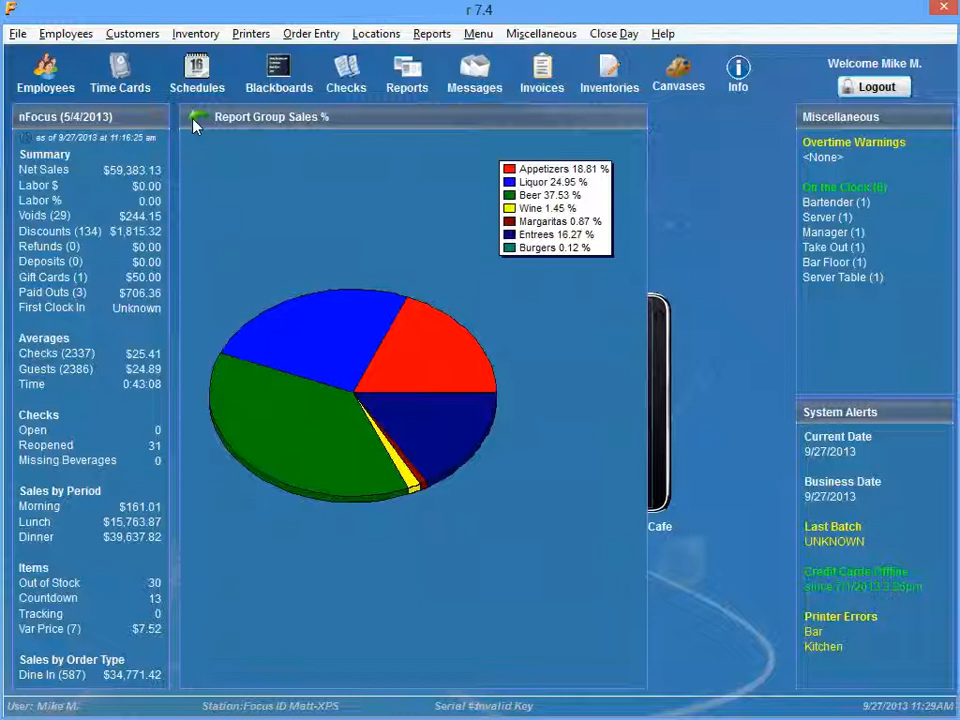 r 7.4
File Employees Customers Inventory Printers Order Entry Locations Reports Menu Miscellaneous Close Day Help
Employees Time Cards Schedules Blackboards Checks Reports Messages Invoices Inventories Canvases Info
16
Welcome Mike M.
Logout
nFocus (5/4/2013)
as of 9/27/2013 at 11:16:25 am
Summary
Net Sales $59,383.13
Labor $ $0.00
Labor % 0.00
Voids (29) $244.15
Discounts (134) $1,815.32
Refunds (0) $0.00
Deposits (0) $0.00
Gift Cards (1) $50.00
Paid Outs (3) $706.36
First Clock In Unknown
Averages
Checks (2337) $25.41
Guests (2386) $24.89
Time 0:43:08
Checks
Open 0
Reopened 31
Missing Beverages 0
Sales by Period
Morning $161.01
Lunch $15,763.87
Dinner $39,637.82
Items
Out of Stock 30
Countdown 13
Tracking 0
Var Price (7) $7.52
Sales by Order Type
Dine In (587) $34,771.42
Report Group Sales %
Appetizers 18.81 %
Liquor 24.95 %
Beer 37.53 %
Wine 1.45 %
Margaritas 0.87 %
Entrees 16.27 %
Burgers 0.12 %
Cafe
Miscellaneous
Overtime Warnings
<None>
On the Clock (6)
Bartender (1)
Server (1)
Manager (1)
Take Out (1)
Bar Floor (1)
Server Table (1)
System Alerts
Current Date
9/27/2013
Business Date
9/27/2013
Last Batch
UNKNOWN
Credit Cards Offline
since 7/1/2013 3:26pm
Printer Errors
Bar
Kitchen
User: Mike M. Station:Focus ID Matt-XPS Serial #:Invalid Key 9/27/2013 11:29AM